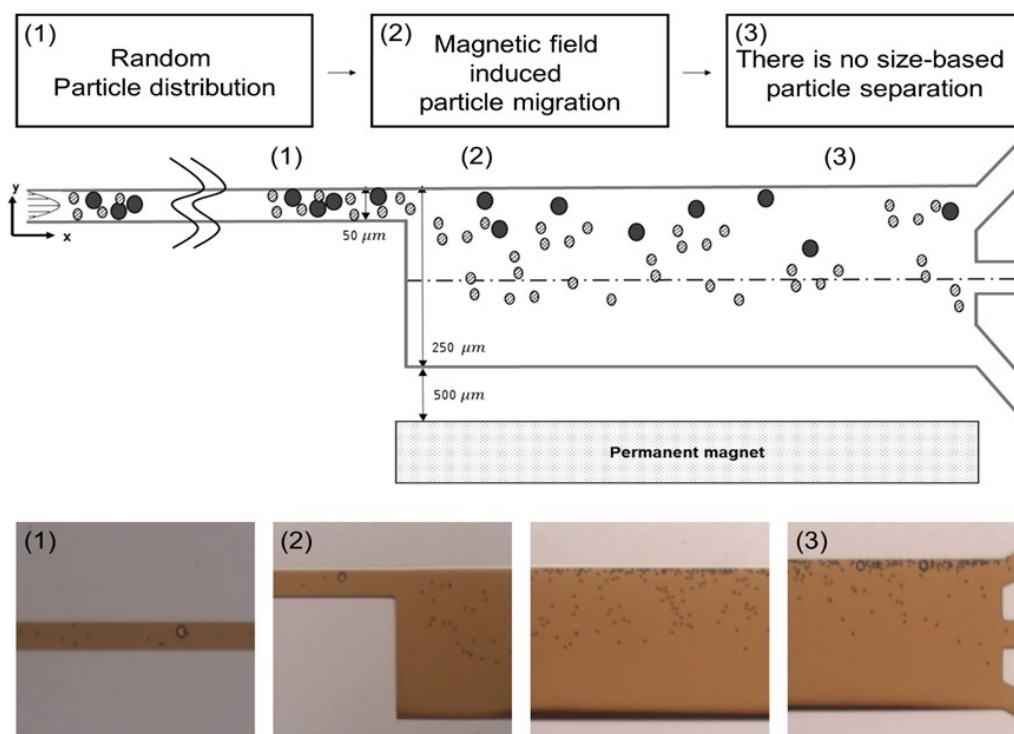 (1)
Random
Particle distribution
(2)
Magnetic field
induced
particle migration
(3)
There is no size-based
particle separation
(1)
(2)
(3)
y
x
50 μm
250 μm
500 μm
Permanent magnet
(1)
(2)
(3)